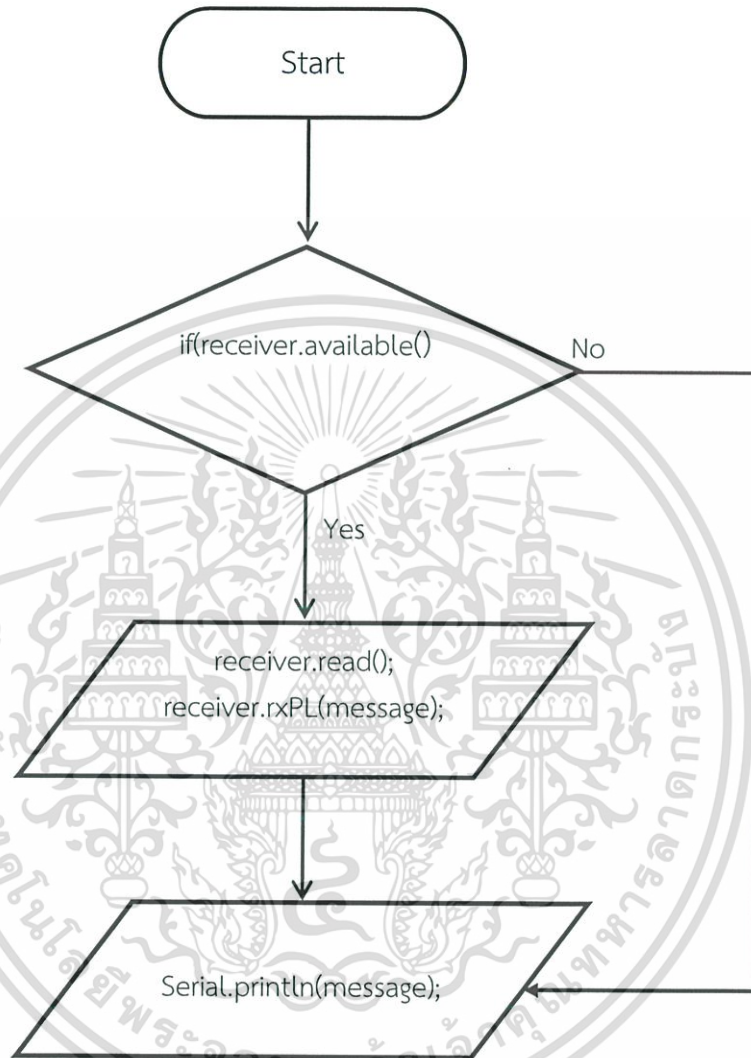 Start
if(receiver.available()
No
Yes
receiver.read();
receiver.rxPL(message);
Serial.println(message);